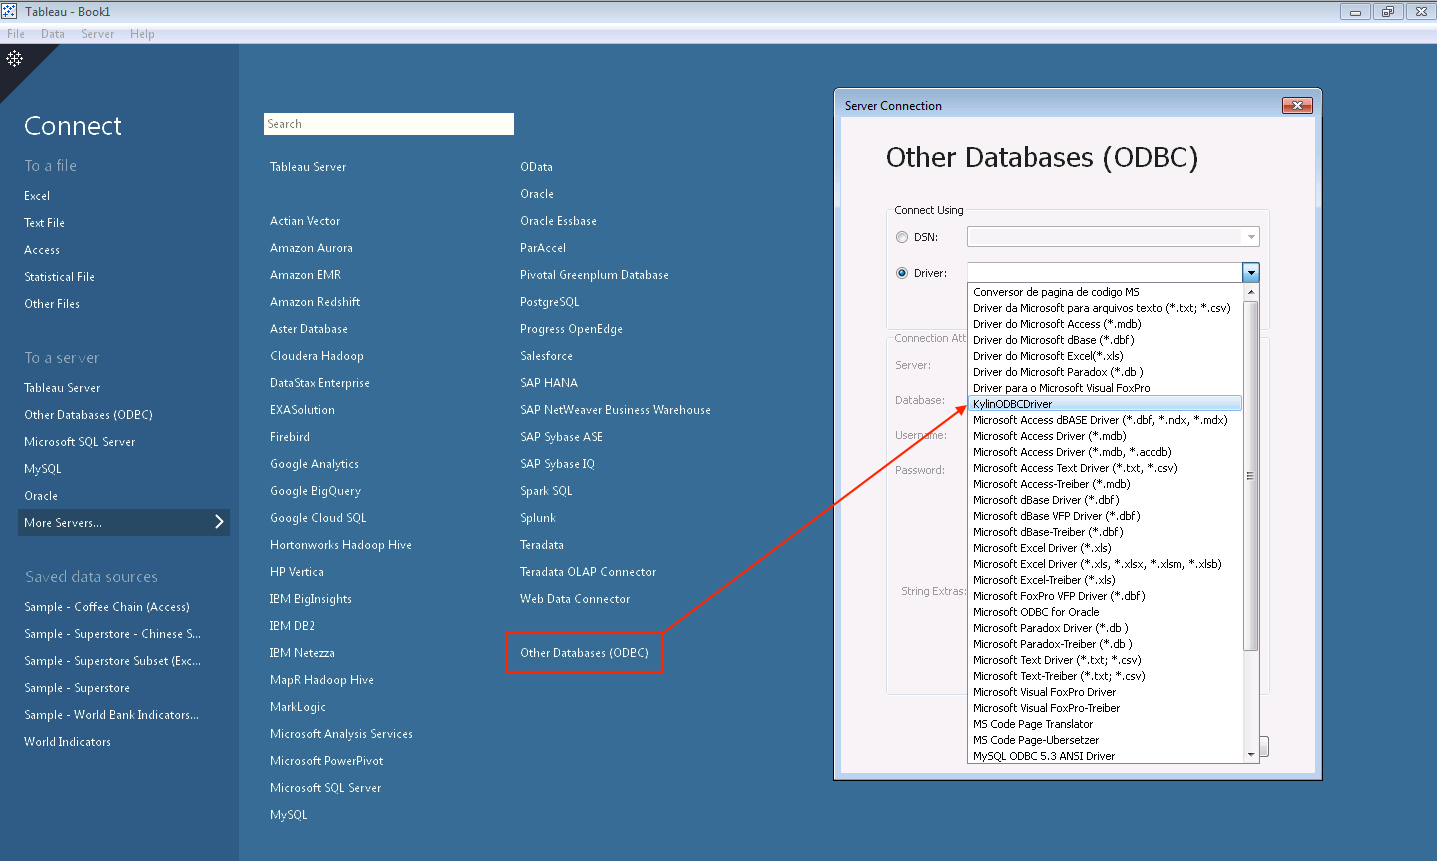 Tableau - Book1
File Data Server Help
Connect
To a file
Excel
Text File
Access
Statistical File
Other Files
To a server
Tableau Server
Other Databases (ODBC)
Microsoft SQL Server
MySQL
Oracle
More Servers...
Saved data sources
Sample - Coffee Chain (Access)
Sample - Superstore - Chinese S...
Sample - Superstore Subset (Exc...
Sample - Superstore
Sample - World Bank Indicators...
World Indicators
Search
Tableau Server
Actian Vector
Amazon Aurora
Amazon EMR
Amazon Redshift
Aster Database
Cloudera Hadoop
DataStax Enterprise
EXASolution
Firebird
Google Analytics
Google BigQuery
Google Cloud SQL
Hortonworks Hadoop Hive
HP Vertica
IBM BigInsights
IBM DB2
IBM Netezza
MapR Hadoop Hive
MarkLogic
Microsoft Analysis Services
Microsoft PowerPivot
Microsoft SQL Server
MySQL
OData
Oracle
Oracle Essbase
ParAccel
Pivotal Greenplum Database
PostgreSQL
Progress OpenEdge
Salesforce
SAP HANA
SAP NetWeaver Business Warehouse
SAP Sybase ASE
SAP Sybase IQ
Spark SQL
Splunk
Teradata
Teradata OLAP Connector
Web Data Connector
Other Databases (ODBC)
Server Connection
Other Databases (ODBC)
Connect Using
DSN:
Driver:
Connection Att
Server:
Database:
Username:
Password:
String Extras:
Conversor de pagina de codigo MS
Driver da Microsoft para arquivos texto (*.txt; *.csv)
Driver do Microsoft Access (*.mdb)
Driver do Microsoft dBase (*.dbf)
Driver do Microsoft Excel(*.xls)
Driver do Microsoft Paradox (*.db )
Driver para o Microsoft Visual FoxPro
KylinODBCDriver
Microsoft Access dBASE Driver (*.dbf, *.ndx, *.mdx)
Microsoft Access Driver (*.mdb)
Microsoft Access Driver (*.mdb, *.accdb)
Microsoft Access Text Driver (*.txt, *.csv)
Microsoft Access-Treiber (*.mdb)
Microsoft dBase Driver (*.dbf)
Microsoft dBase VFP Driver (*.dbf)
Microsoft dBase-Treiber (*.dbf)
Microsoft Excel Driver (*.xls)
Microsoft Excel Driver (*.xls, *.xlsx, *.xlsm, *.xlsb)
Microsoft Excel-Treiber (*.xls)
Microsoft FoxPro VFP Driver (*.dbf)
Microsoft ODBC for Oracle
Microsoft Paradox Driver (*.db )
Microsoft Paradox-Treiber (*.db )
Microsoft Text Driver (*.txt; *.csv)
Microsoft Text-Treiber (*.txt; *.csv)
Microsoft Visual FoxPro Driver
Microsoft Visual FoxPro-Treiber
MS Code Page Translator
MS Code Page-Ubersetzer
MySQL ODBC 5.3 ANSI Driver